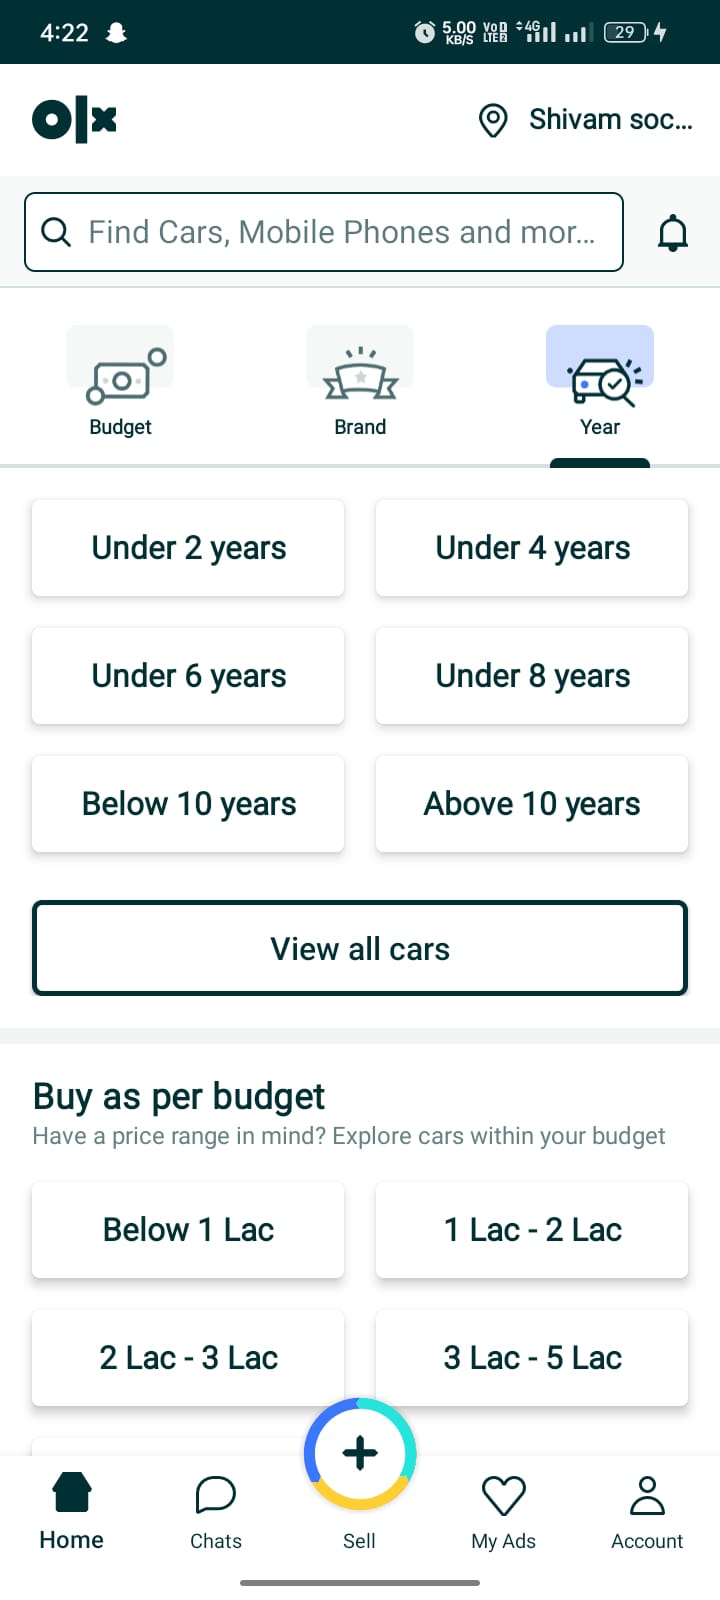 4:22 5.00 KB/S VoD LTE2 4G 29
olx Shivam soc...
Find Cars, Mobile Phones and mor...
Budget Brand Year
Under 2 years Under 4 years
Under 6 years Under 8 years
Below 10 years Above 10 years
View all cars
Buy as per budget
Have a price range in mind? Explore cars within your budget
Below 1 Lac 1 Lac - 2 Lac
2 Lac - 3 Lac 3 Lac - 5 Lac
Home Chats Sell My Ads Account